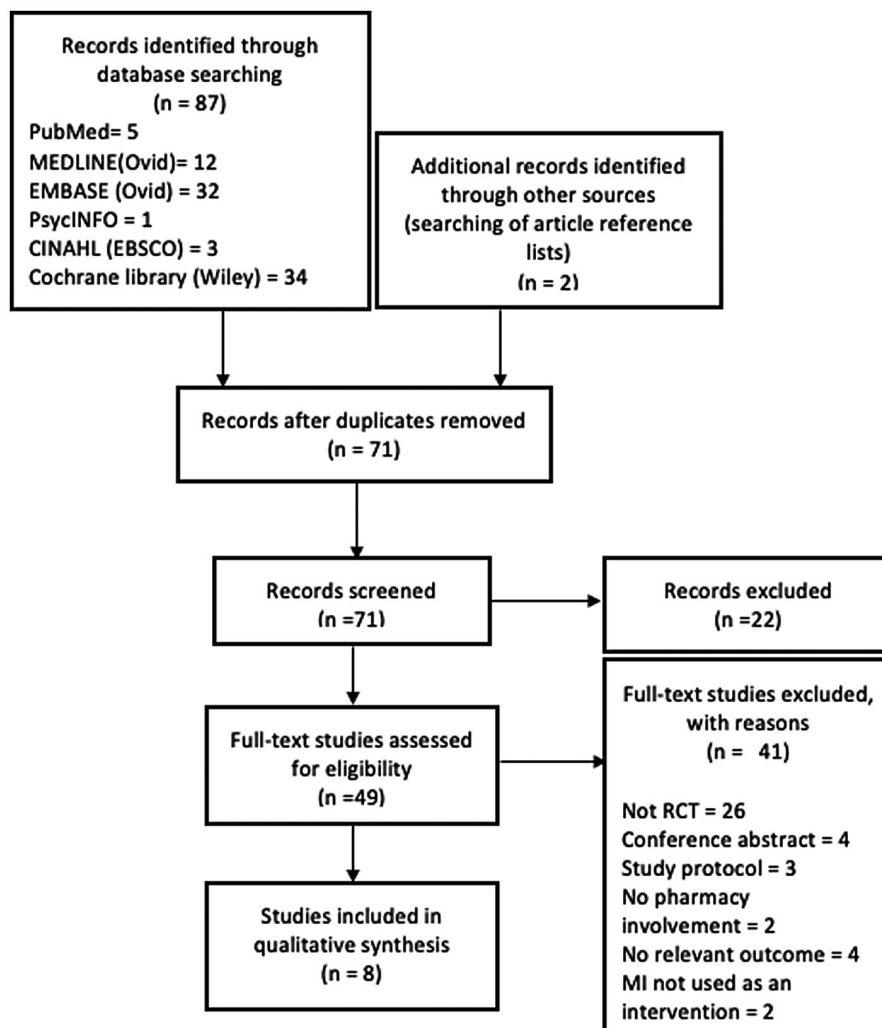 Records identified through
database searching
(n = 87)
PubMed= 5
MEDLINE(Ovid)= 12
EMBASE (Ovid) = 32
PsycINFO = 1
CINAHL (EBSCO) = 3
Cochrane library (Wiley) = 34
Additional records identified
through other sources
(searching of article reference
lists)
(n = 2)
Records after duplicates removed
(n = 71)
Records screened
(n =71)
Records excluded
(n =22)
Full-text studies assessed
for eligibility
(n =49)
Full-text studies excluded,
with reasons
(n = 41)
Not RCT = 26
Conference abstract = 4
Study protocol = 3
No pharmacy
involvement = 2
No relevant outcome = 4
MI not used as an
intervention = 2
Studies included in
qualitative synthesis
(n = 8)